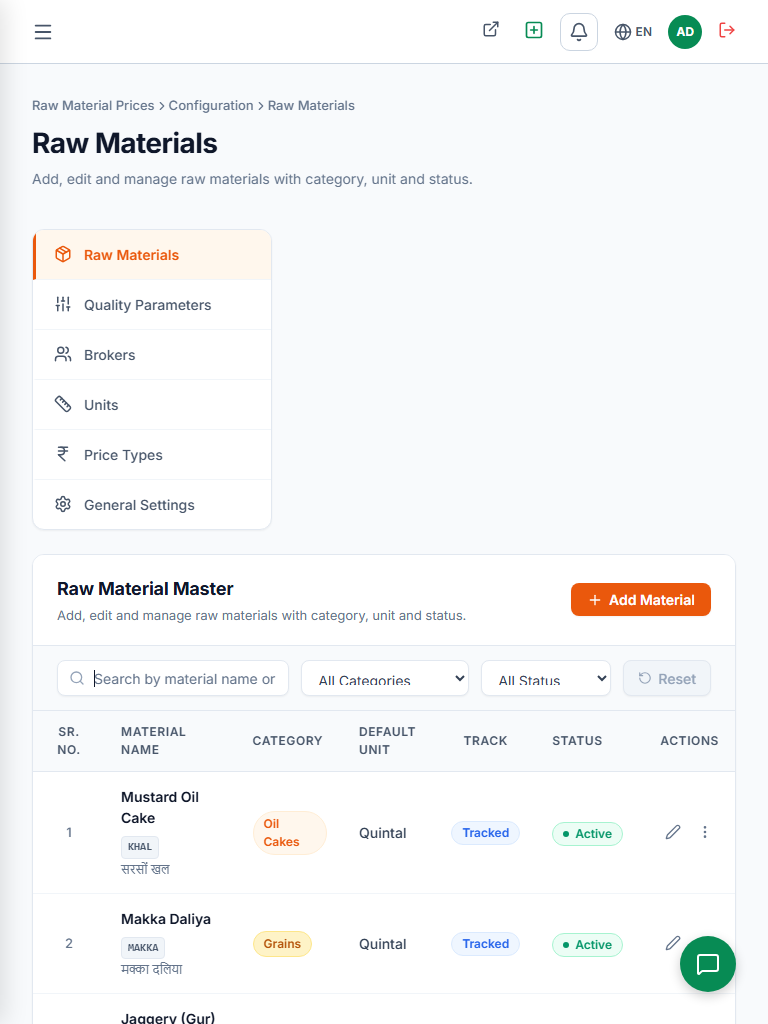 EN
AD
Raw Material Prices > Configuration > Raw Materials
Raw Materials
Add, edit and manage raw materials with category, unit and status.
Raw Materials
Quality Parameters
Brokers
Units
Price Types
General Settings
Raw Material Master
Add, edit and manage raw materials with category, unit and status.
+ Add Material
Search by material name or
All Categories
All Status
Reset
SR. NO.
MATERIAL NAME
CATEGORY
DEFAULT UNIT
TRACK
STATUS
ACTIONS
1
Mustard Oil Cake
KHAL
सरसों खल
Oil Cakes
Quintal
Tracked
Active
2
Makka Daliya
MAKKA
मक्का दलिया
Grains
Quintal
Tracked
Active
Jaggery (Gur)